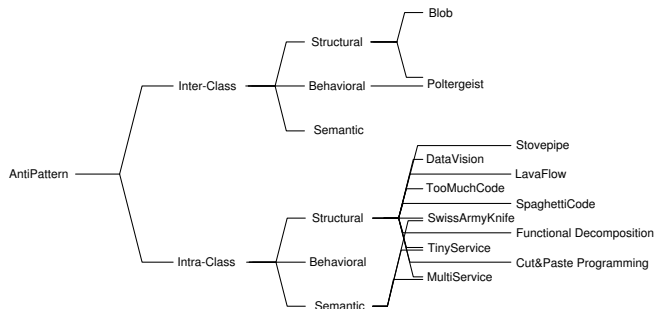 Blob
Structural
Inter-Class
Behavioral
Poltergeist
Semantic
Stovepipe
DataVision
AntiPattern
LavaFlow
TooMuchCode
SpaghettiCode
Structural
SwissArmyKnife
Functional Decomposition
TinyService
Intra-Class
Behavioral
Cut&Paste Programming
MultiService
Semantic